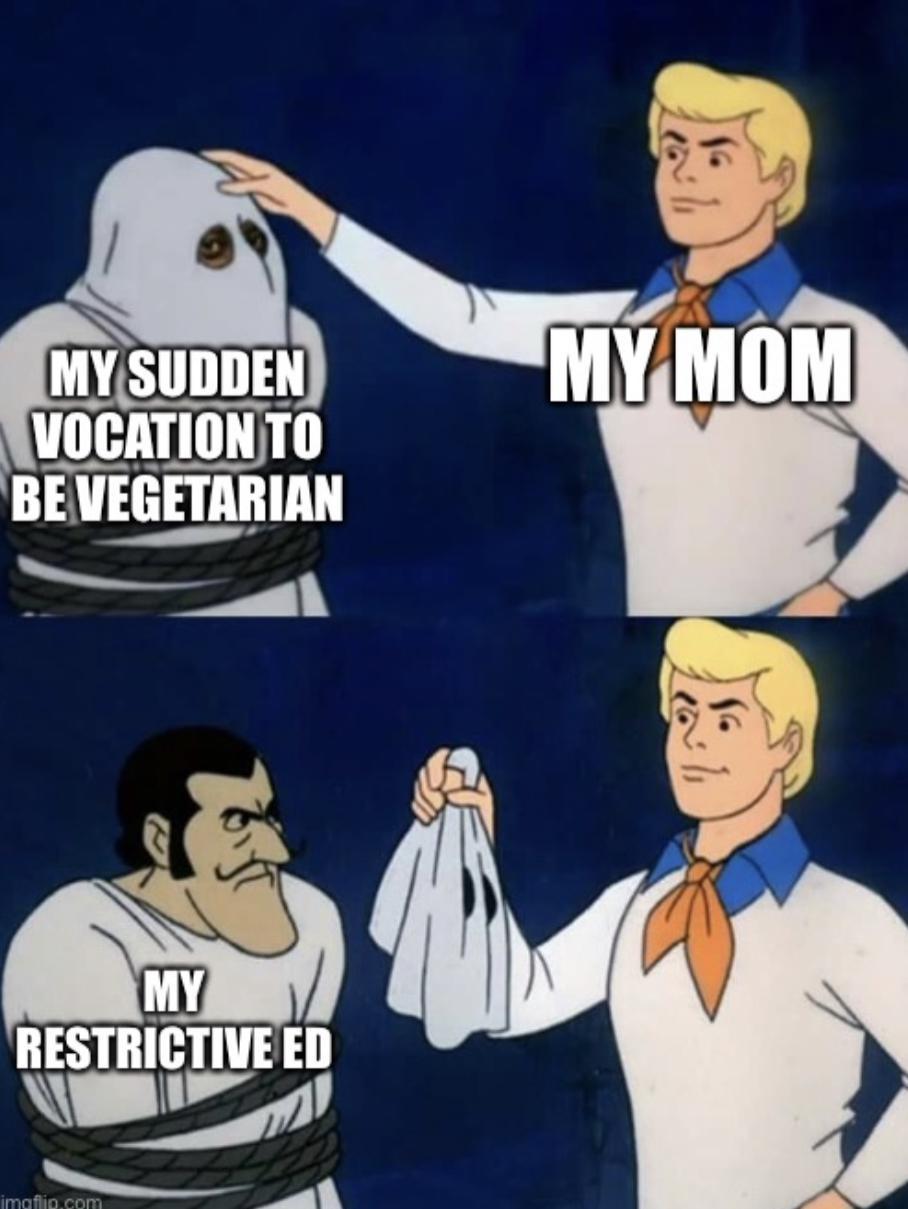 MY SUDDEN
VOCATION TO
BE VEGETARIAN
MY MOM
MY
RESTRICTIVE ED
imgflip.com